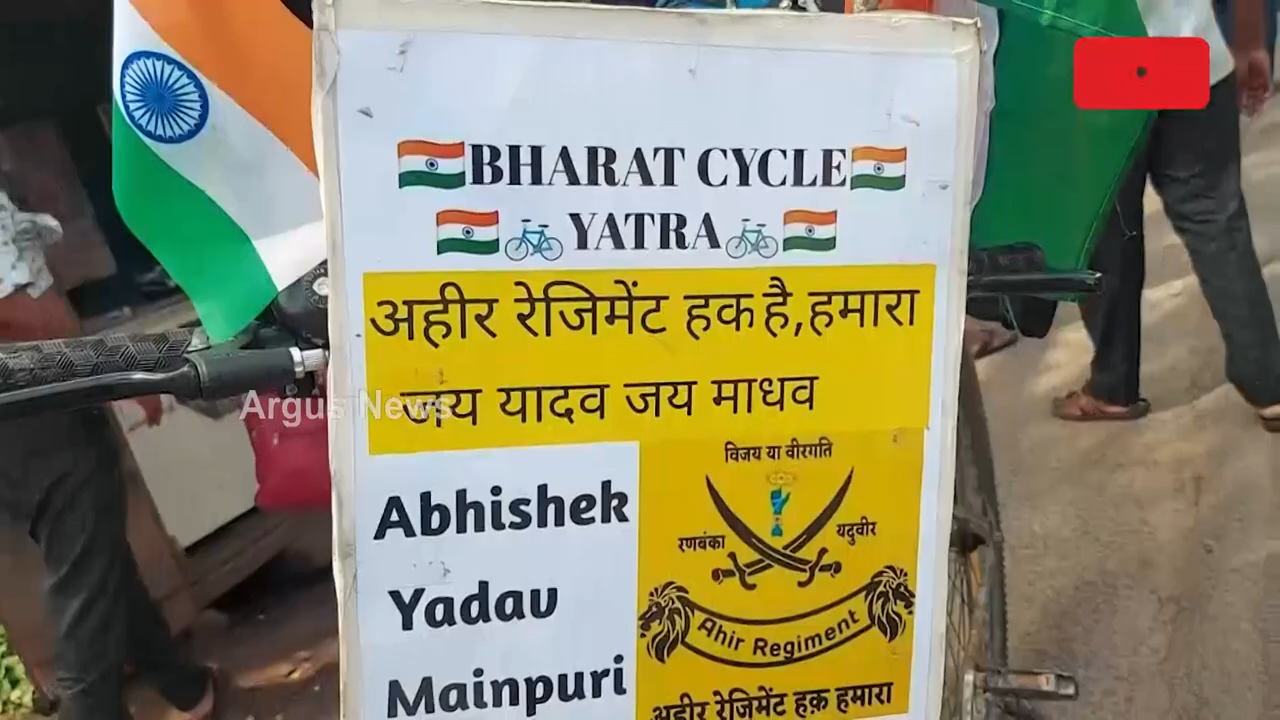 🇮🇳BHARAT CYCLE🇮🇳
🇮🇳🚲YATRA🚲🇮🇳
अहीर रेजिमेंट हक है,हमारा
जय यादव जय माधव
Argus News
Abhishek
Yadav
Mainpuri
विजय या वीरगति
रणबंका
यदुवीर
Ahir Regiment
अहीर रेजिमेंट हक़ हमारा